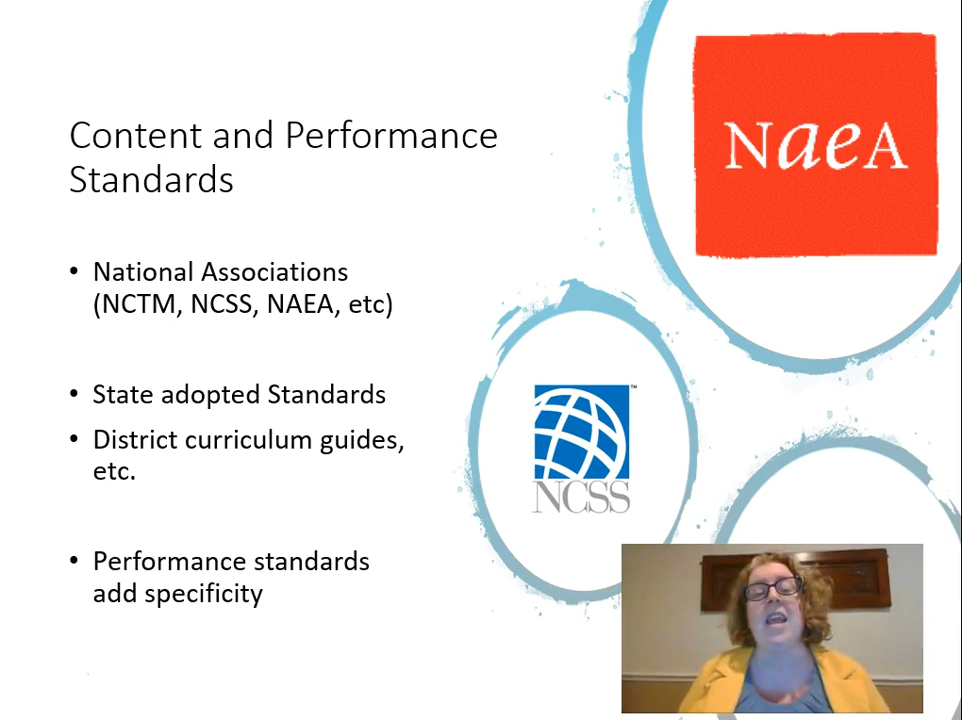 Content and Performance
Standards
• National Associations
(NCTM, NCSS, NAEA, etc)
• State adopted Standards
• District curriculum guides,
etc.
• Performance standards
add specificity
NaeA
NCSS
™